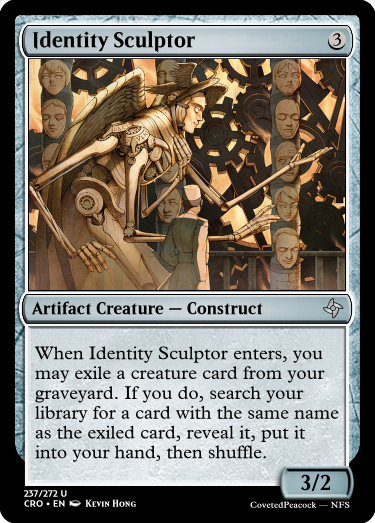 Identity Sculptor 3
Artifact Creature — Construct
When Identity Sculptor enters, you
may exile a creature card from your
graveyard. If you do, search your
library for a card with the same name
as the exiled card, reveal it, put it
into your hand, then shuffle.
3/2
237/272 U
CRO • EN Kevin Hong
CovetedPeacock — NFS